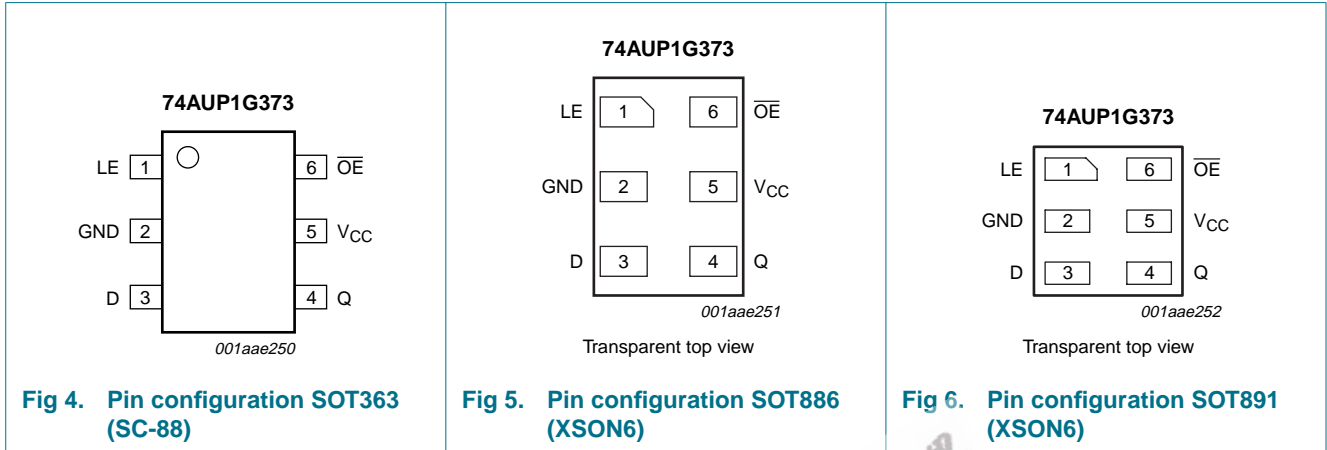 74AUP1G373
LE 1 6 O̅E̅
GND 2 5 VCC
D 3 4 Q
001aae250
Fig 4. Pin configuration SOT363
(SC-88)
74AUP1G373
LE 1 6 O̅E̅
GND 2 5 VCC
D 3 4 Q
001aae251
Transparent top view
Fig 5. Pin configuration SOT886
(XSON6)
74AUP1G373
LE 1 6 O̅E̅
GND 2 5 VCC
D 3 4 Q
001aae252
Transparent top view
Fig 6. Pin configuration SOT891
(XSON6)